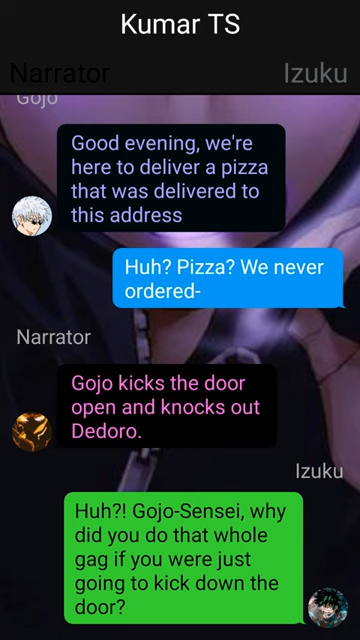 Kumar TS
Narrator
Izuku
Gojo
Good evening, we're
here to deliver a pizza
that was delivered to
this address
Huh? Pizza? We never
ordered-
Narrator
Gojo kicks the door
open and knocks out
Dedoro.
Izuku
Huh?! Gojo-Sensei, why
did you do that whole
gag if you were just
going to kick down the
door?